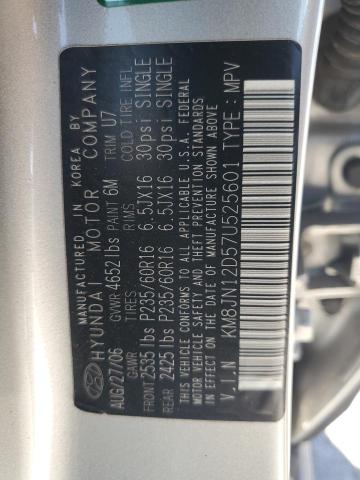 MANUFACTURED IN KOREA BY
HYUNDAI MOTOR COMPANY
AUG/27/06 GVWR 4652 lbs PAINT 6M TRIM U7
GAWR TIRES RIMS COLD TIRE INFL
FRONT 2535 lbs P235/60R16 6.5JX16 30psi SINGLE
REAR 2425 lbs P235/60R16 6.5JX16 30psi SINGLE
THIS VEHICLE CONFORMS TO ALL APPLICABLE U.S.A. FEDERAL
MOTOR VEHICLE SAFETY AND THEFT PREVENTION STANDARDS
IN EFFECT ON THE DATE OF MANUFACTURE SHOWN ABOVE
V.I.N : KM8JN12D57U525601 TYPE : MPV